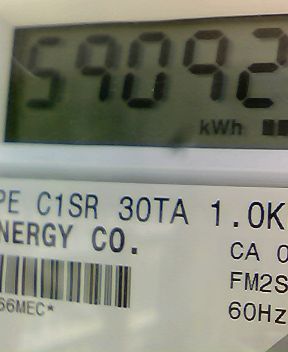 59092
kWh
PE C1SR 30TA 1.0K
NERGY CO.
CA 0
FM2S
66MEC*
60Hz